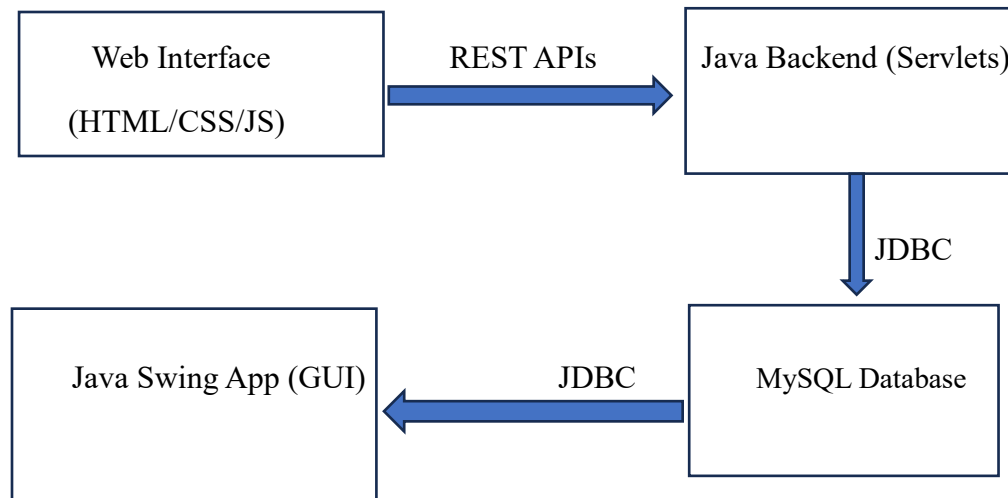 Web Interface
(HTML/CSS/JS)
REST APIs
Java Backend (Servlets)
JDBC
Java Swing App (GUI)
JDBC
MySQL Database